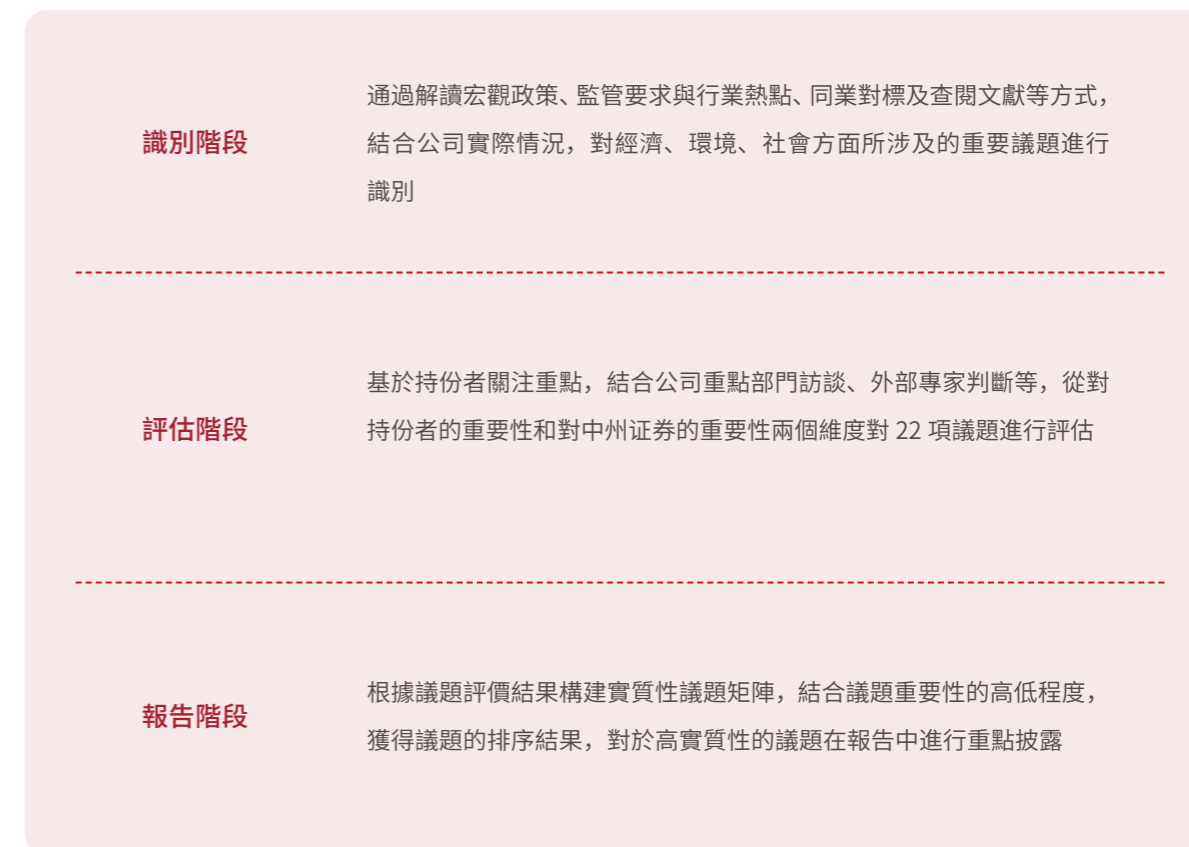 識別階段
通過解讀宏觀政策、監管要求與行業熱點、同業對標及查閱文獻等方式，
結合公司實際情況，對經濟、環境、社會方面所涉及的重要議題進行
識別
評估階段
基於持份者關注重點，結合公司重點部門訪談、外部專家判斷等，從對
持份者的重要性和對中州证券的重要性兩個維度對 22 項議題進行評估
報告階段
根據議題評價結果構建實質性議題矩陣，結合議題重要性的高低程度，
獲得議題的排序結果，對於高實質性的議題在報告中進行重點披露